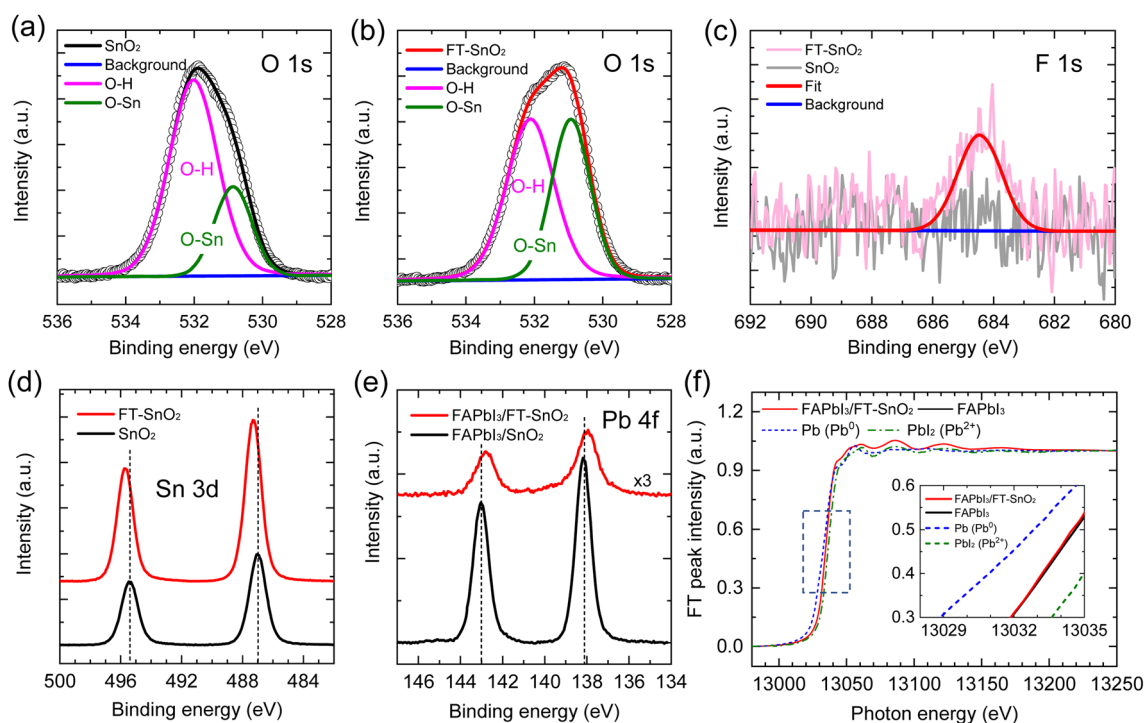 (a)
SnO₂
Background
O-H
O-Sn
O 1s
O-H
O-Sn
Intensity (a.u.)
536 534 532 530 528
Binding energy (eV)
(b)
FT-SnO₂
Background
O-H
O-Sn
O 1s
O-H
O-Sn
Intensity (a.u.)
536 534 532 530 528
Binding energy (eV)
(c)
FT-SnO₂
SnO₂
Fit
Background
F 1s
Intensity (a.u.)
692 690 688 686 684 682 680
Binding energy (eV)
(d)
FT-SnO₂
SnO₂
Sn 3d
Intensity (a.u.)
500 496 492 488 484
Binding energy (eV)
(e)
FAPbI₃/FT-SnO₂
FAPbI₃/SnO₂
Pb 4f
x3
Intensity (a.u.)
146 144 142 140 138 136 134
Binding energy (eV)
(f)
FAPbI₃/FT-SnO₂ FAPbI₃
Pb (Pb⁰) PbI₂ (Pb²⁺)
FT peak intensity (a.u.)
1.2
0.9
0.6
0.3
0.0
13000 13050 13100 13150 13200 13250
Photon energy (eV)
FAPbI₃/FT-SnO₂
FAPbI₃
Pb (Pb⁰)
PbI₂ (Pb²⁺)
0.6
0.5
0.4
0.3
13029 13032 13035